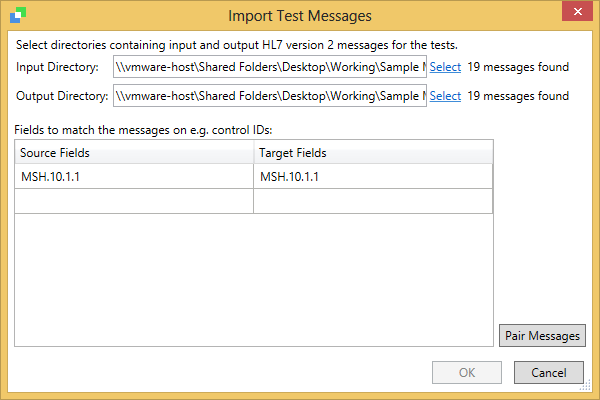 Import Test Messages
Select directories containing input and output HL7 version 2 messages for the tests.
Input Directory: \\vmware-host\Shared Folders\Desktop\Working\Sample Select 19 messages found
Output Directory: \\vmware-host\Shared Folders\Desktop\Working\Sample Select 19 messages found
Fields to match the messages on e.g. control IDs:
Source Fields Target Fields
MSH.10.1.1 MSH.10.1.1
Pair Messages
OK Cancel